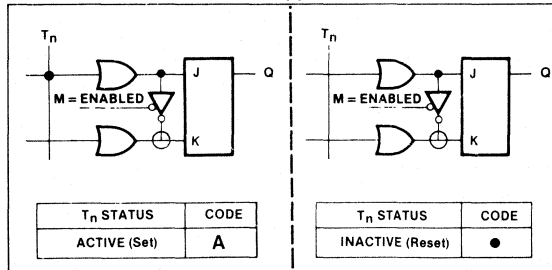 Tn
J
Q
M = ENABLED
K
Tn STATUS
CODE
ACTIVE (Set)
A
Tn
J
Q
M = ENABLED
K
Tn STATUS
CODE
INACTIVE (Reset)
●